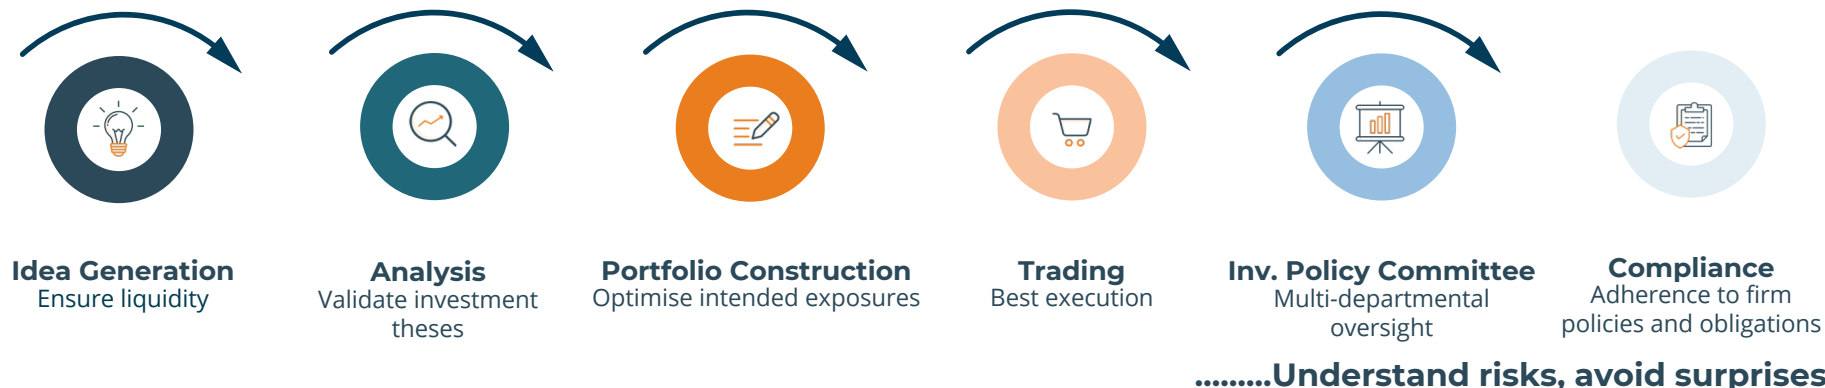 Idea Generation
Ensure liquidity
Analysis
Validate investment
theses
Portfolio Construction
Optimise intended exposures
Trading
Best execution
Inv. Policy Committee
Multi-departmental
oversight
Compliance
Adherence to firm
policies and obligations
.........Understand risks, avoid surprises